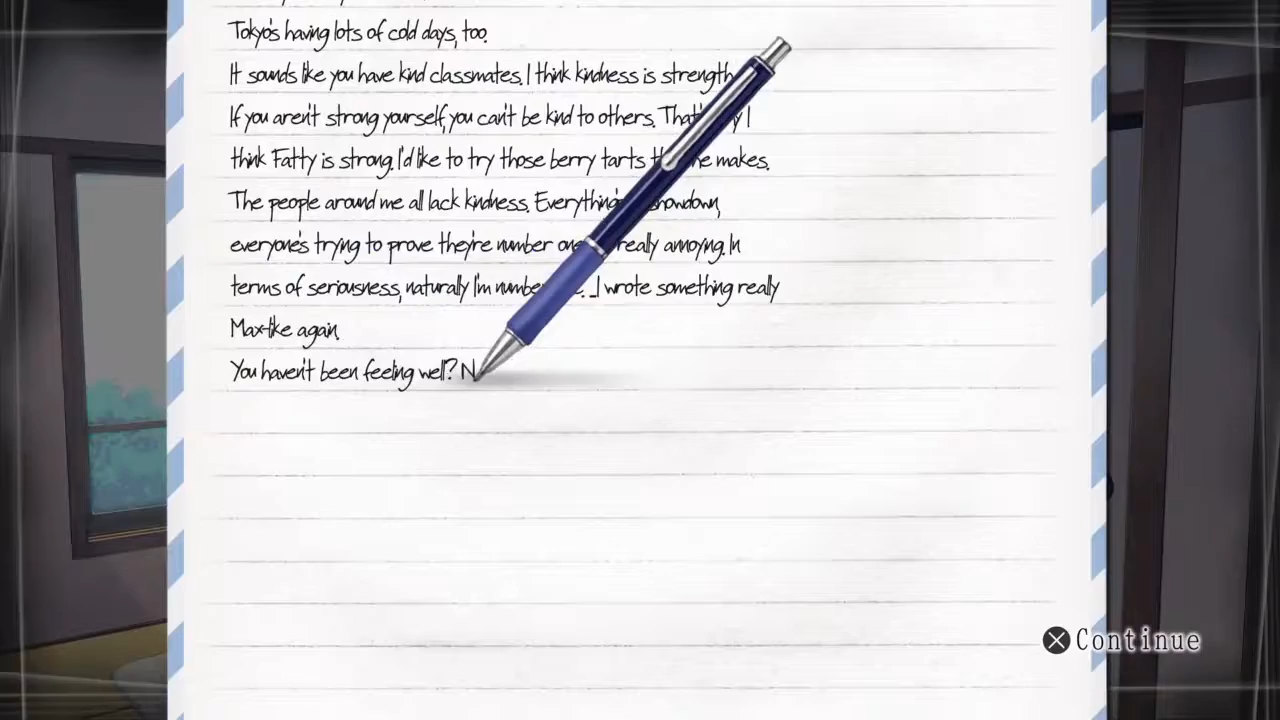 Tokyo's having lots of cold days, too.
It sounds like you have kind classmates. I think kindness is strength
If you aren't strong yourself, you can't be kind to others. That' y I
think Fatty is strong. I'd like to try those berry tarts makes.
The people around me all lack kindness. Everything' showdown,
everyone's trying to prove they're number one really annoying. In
terms of seriousness, naturally I'm number I wrote something really
Max-like again.
You haven't been feeling well? N
Continue